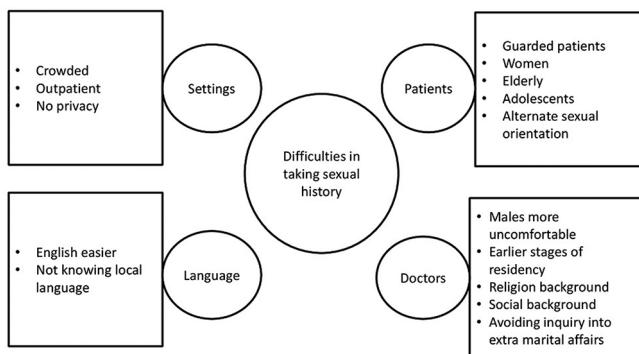 • Crowded
• Outpatient
• No privacy
Settings
Patients
• Guarded patients
• Women
• Elderly
• Adolescents
• Alternate sexual
orientation
Difficulties in
taking sexual
history
• English easier
• Not knowing local
language
Language
Doctors
• Males more
uncomfortable
• Earlier stages of
residency
• Religion background
• Social background
• Avoiding inquiry into
extra marital affairs